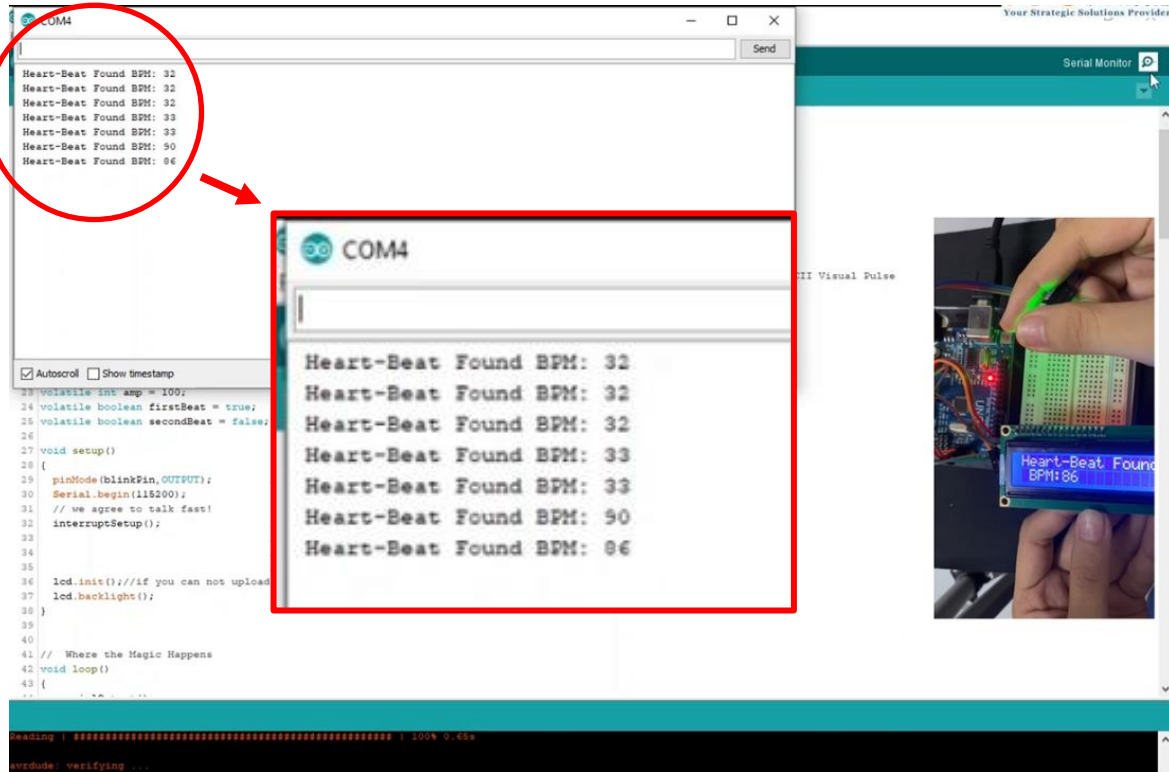 Your Strategic Solutions Provider
COM4
Send
Serial Monitor
Heart-Beat Found BPM: 32
Heart-Beat Found BPM: 32
Heart-Beat Found BPM: 32
Heart-Beat Found BPM: 33
Heart-Beat Found BPM: 33
Heart-Beat Found BPM: 90
Heart-Beat Found BPM: 86
Autoscroll Show timestamp
COM4
Heart-Beat Found BPM: 32
Heart-Beat Found BPM: 32
Heart-Beat Found BPM: 32
Heart-Beat Found BPM: 33
Heart-Beat Found BPM: 33
Heart-Beat Found BPM: 90
Heart-Beat Found BPM: 86
Visual Pulse
Heart-Beat Found
BPM:86
23 volatile int amp = 100;
24 volatile boolean firstBeat = true;
25 volatile boolean secondBeat = false;
26
27 void setup()
28 {
29 pinMode(blinkPin,OUTPUT);
30 Serial.begin(115200);
31 // we agree to talk fast!
32 interruptSetup();
33
34
35
36 lcd.init();//if you can not upload
37 lcd.backlight();
38 }
39
40
41 // Where the Magic Happens
42 void loop()
43 {
Reading | ################################################## | 100% 0.65s
avrdude: verifying ...